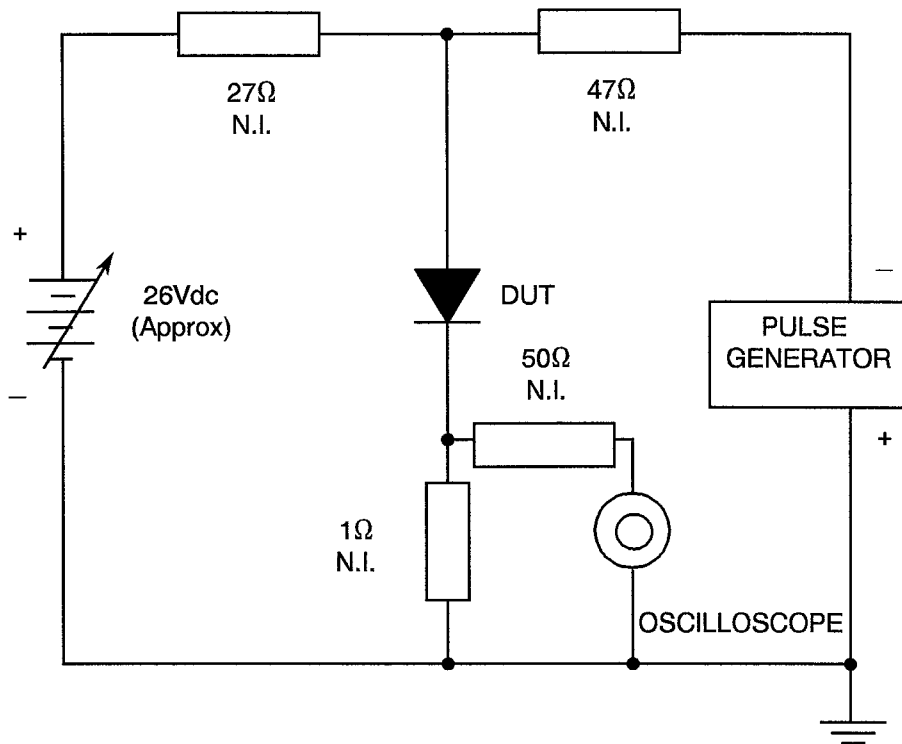 27Ω
N.I.
47Ω
N.I.
+
26Vdc
(Approx)
−
DUT
−
PULSE
GENERATOR
+
50Ω
N.I.
1Ω
N.I.
OSCILLOSCOPE